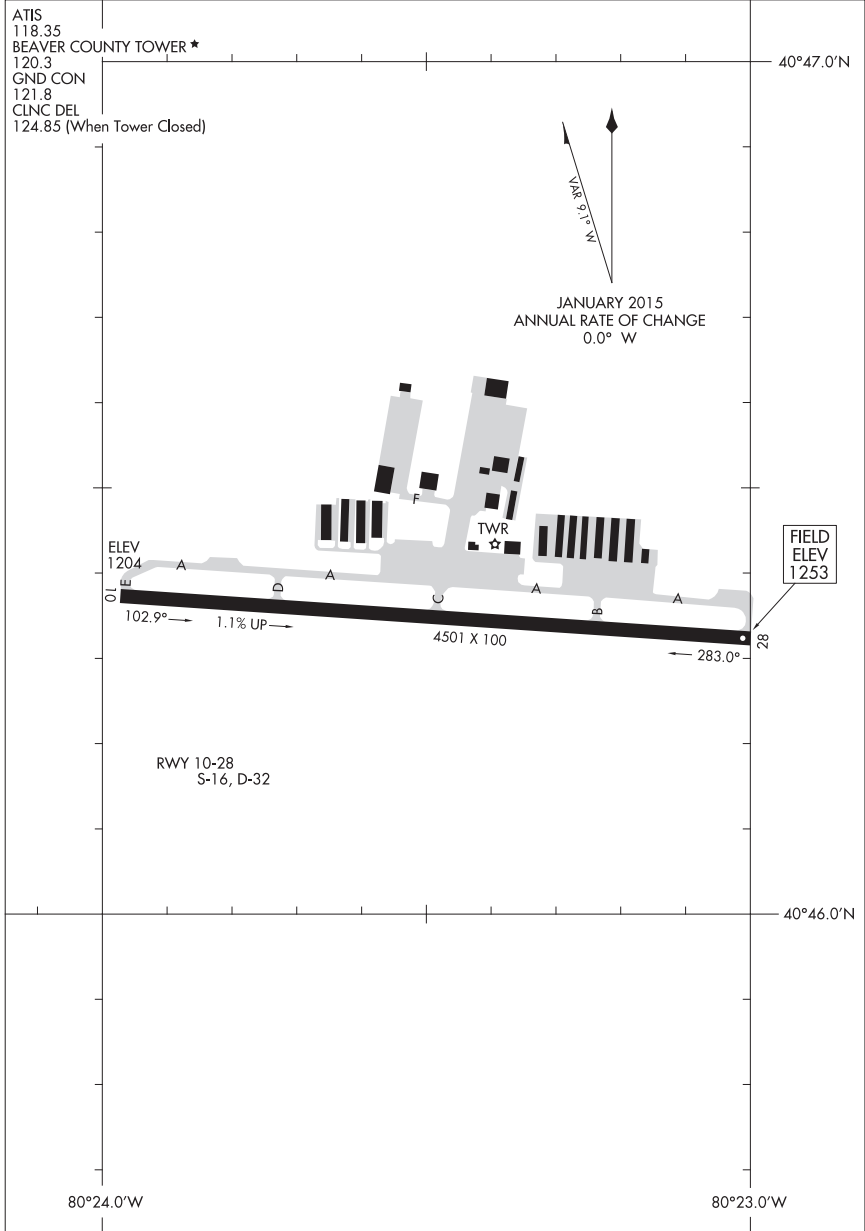 ATIS
118.35
BEAVER COUNTY TOWER ★
120.3
GND CON
121.8
CLNC DEL
124.85 (When Tower Closed)
40°47.0'N
VAR 9.1° W
JANUARY 2015
ANNUAL RATE OF CHANGE
0.0° W
F
TWR
FIELD
ELEV
1253
ELEV
1204
A
A
A
A
E
D
C
B
10
28
102.9°
1.1% UP
4501 X 100
283.0°
RWY 10-28
S-16, D-32
40°46.0'N
80°24.0'W
80°23.0'W